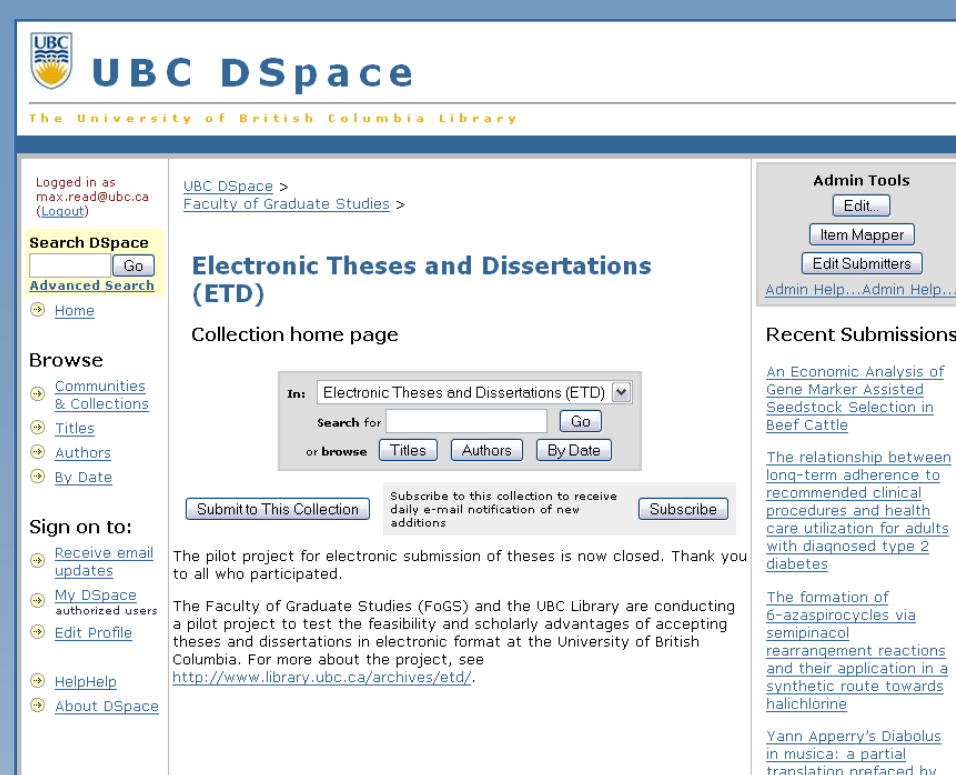 UBC
UBC DSpace
The University of British Columbia Library
Logged in as
max.read@ubc.ca
(Logout)
Search DSpace
Go
Advanced Search
Home
Browse
Communities
& Collections
Titles
Authors
By Date
Sign on to:
Receive email
updates
My DSpace
authorized users
Edit Profile
HelpHelp
About DSpace
UBC DSpace >
Faculty of Graduate Studies >
Electronic Theses and Dissertations
(ETD)
Collection home page
In: Electronic Theses and Dissertations (ETD)
Search for Go
or browse Titles Authors By Date
Submit to This Collection
Subscribe to this collection to receive
daily e-mail notification of new
additions
Subscribe
The pilot project for electronic submission of theses is now closed. Thank you
to all who participated.
The Faculty of Graduate Studies (FoGS) and the UBC Library are conducting
a pilot project to test the feasibility and scholarly advantages of accepting
theses and dissertations in electronic format at the University of British
Columbia. For more about the project, see
http://www.library.ubc.ca/archives/etd/.
Admin Tools
Edit...
Item Mapper
Edit Submitters
Admin Help...Admin Help...
Recent Submissions
An Economic Analysis of
Gene Marker Assisted
Seedstock Selection in
Beef Cattle
The relationship between
long-term adherence to
recommended clinical
procedures and health
care utilization for adults
with diagnosed type 2
diabetes
The formation of
6-azaspirocycles via
semipinacol
rearrangement reactions
and their application in a
synthetic route towards
halichlorine
Yann Apperry's Diabolus
in musica: a partial
translation prefaced by